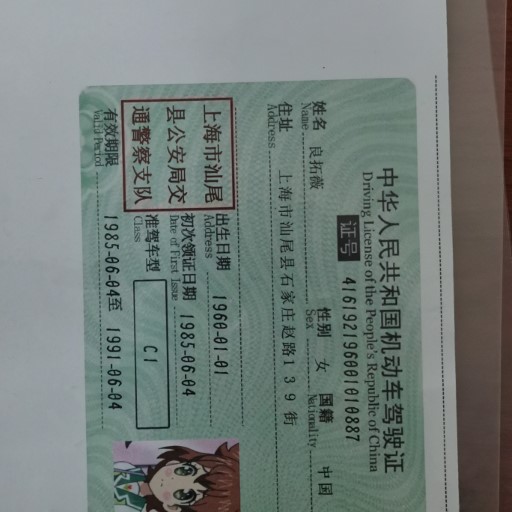 中华人民共和国机动车驾驶证
Driving License of the People's Republic of China
证号 416192196001010887
姓名 良拓薇 性别 女 国籍 中国
Name Sex Nationality
住址 上海市汕尾县石家庄赵路139街
Address
上海市汕尾
县公安局交
通警察支队
出生日期 1960-01-01
Address
初次领证日期 1985-06-04
Date of First Issue
准驾车型 C1
Class
有效期限 1985-06-04至 1991-06-04
Valid Period